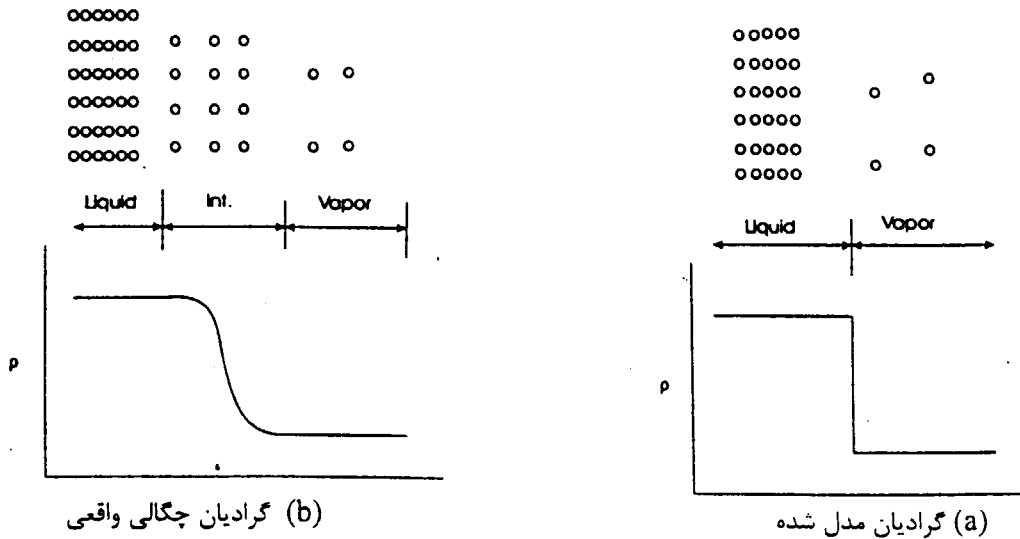 Liquid
Int.
Vapor
ρ
(b) گرادیان چگالی واقعی
Liquid
Vapor
ρ
(a) گرادیان مدل شده